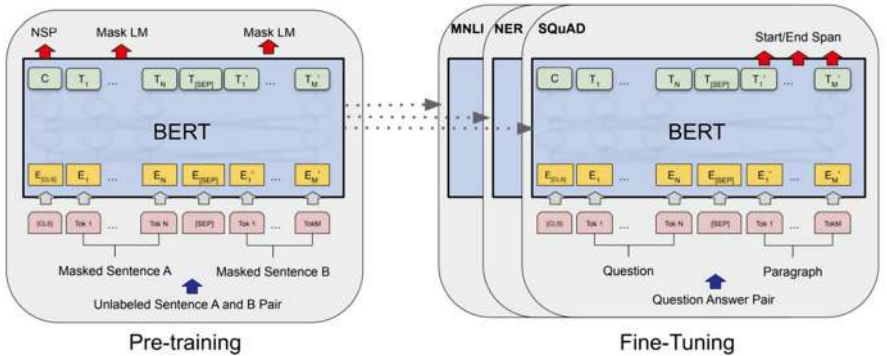 NSP Mask LM Mask LM
C T1 ... TN T[SEP] T1' ... TM'
BERT
E[CLS] E1 ... EN E[SEP] E1' ... EM'
[CLS] Tok 1 ... Tok N [SEP] Tok 1 ... TokM
Masked Sentence A Masked Sentence B
Unlabeled Sentence A and B Pair
Pre-training
MNLI NER SQuAD
Start/End Span
C T1 ... TN T[SEP] T1' ... TM'
BERT
E[CLS] E1 ... EN E[SEP] E1' ... EM'
[CLS] Tok 1 ... Tok N [SEP] Tok 1 ... TokM
Question Paragraph
Question Answer Pair
Fine-Tuning